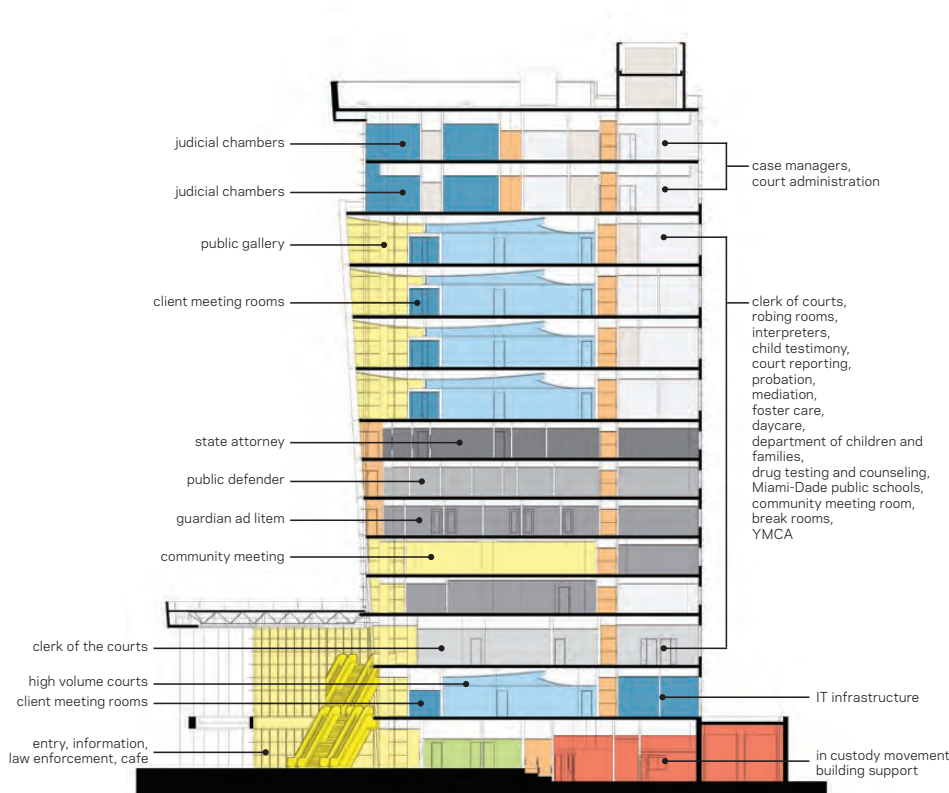 judicial chambers
judicial chambers
public gallery
client meeting rooms
state attorney
public defender
guardian ad litem
community meeting
clerk of the courts
high volume courts
client meeting rooms
entry, information,
law enforcement, cafe
case managers,
court administration
clerk of courts,
robing rooms,
interpreters,
child testimony,
court reporting,
probation,
mediation,
foster care,
daycare,
department of children and
families,
drug testing and counseling,
Miami-Dade public schools,
community meeting room,
break rooms,
YMCA
IT infrastructure
in custody movement
building support